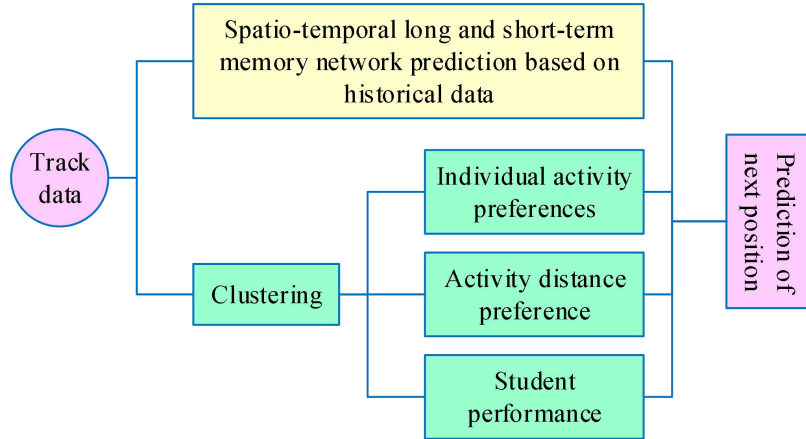 Spatio-temporal long and short-term
memory network prediction based on
historical data
Track
data
Individual activity
preferences
Clustering
Activity distance
preference
Student
performance
Prediction of
next position